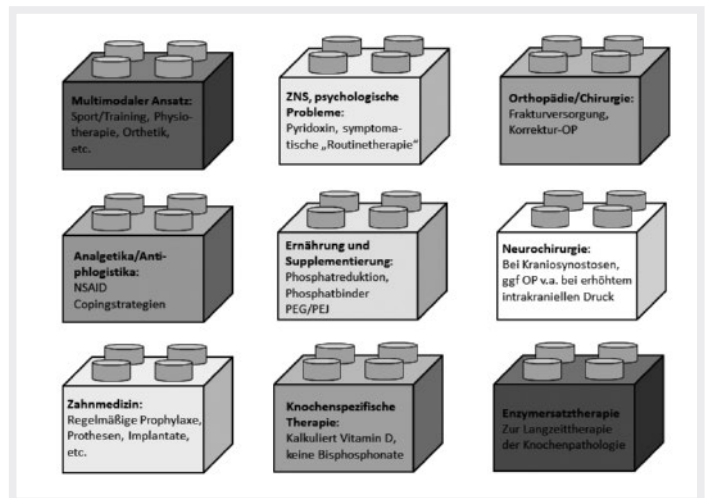 Multimodaler Ansatz:
Sport/Training, Physio-
therapie, Orthetik,
etc.
ZNS, psychologische
Probleme:
Pyridoxin, symptoma-
tische „Routinetherapie“
Orthopädie/Chirurgie:
Frakturversorgung,
Korrektur-OP
Analgetika/Anti-
phlogistika:
NSAID
Copingstrategien
Ernährung und
Supplementierung:
Phosphatreduktion,
Phosphatbinder
PEG/PEJ
Neurochirurgie:
Bei Kraniosynostosen,
ggf OP v.a. bei erhöhtem
intrakraniellen Druck
Zahnmedizin:
Regelmäßige Prophylaxe,
Prothesen, Implantate,
etc.
Knochenspezifische
Therapie:
Kalkuliert Vitamin D,
keine Bisphosphonate
Enzymersatztherapie
Zur Langzeittherapie
der Knochenpathologie